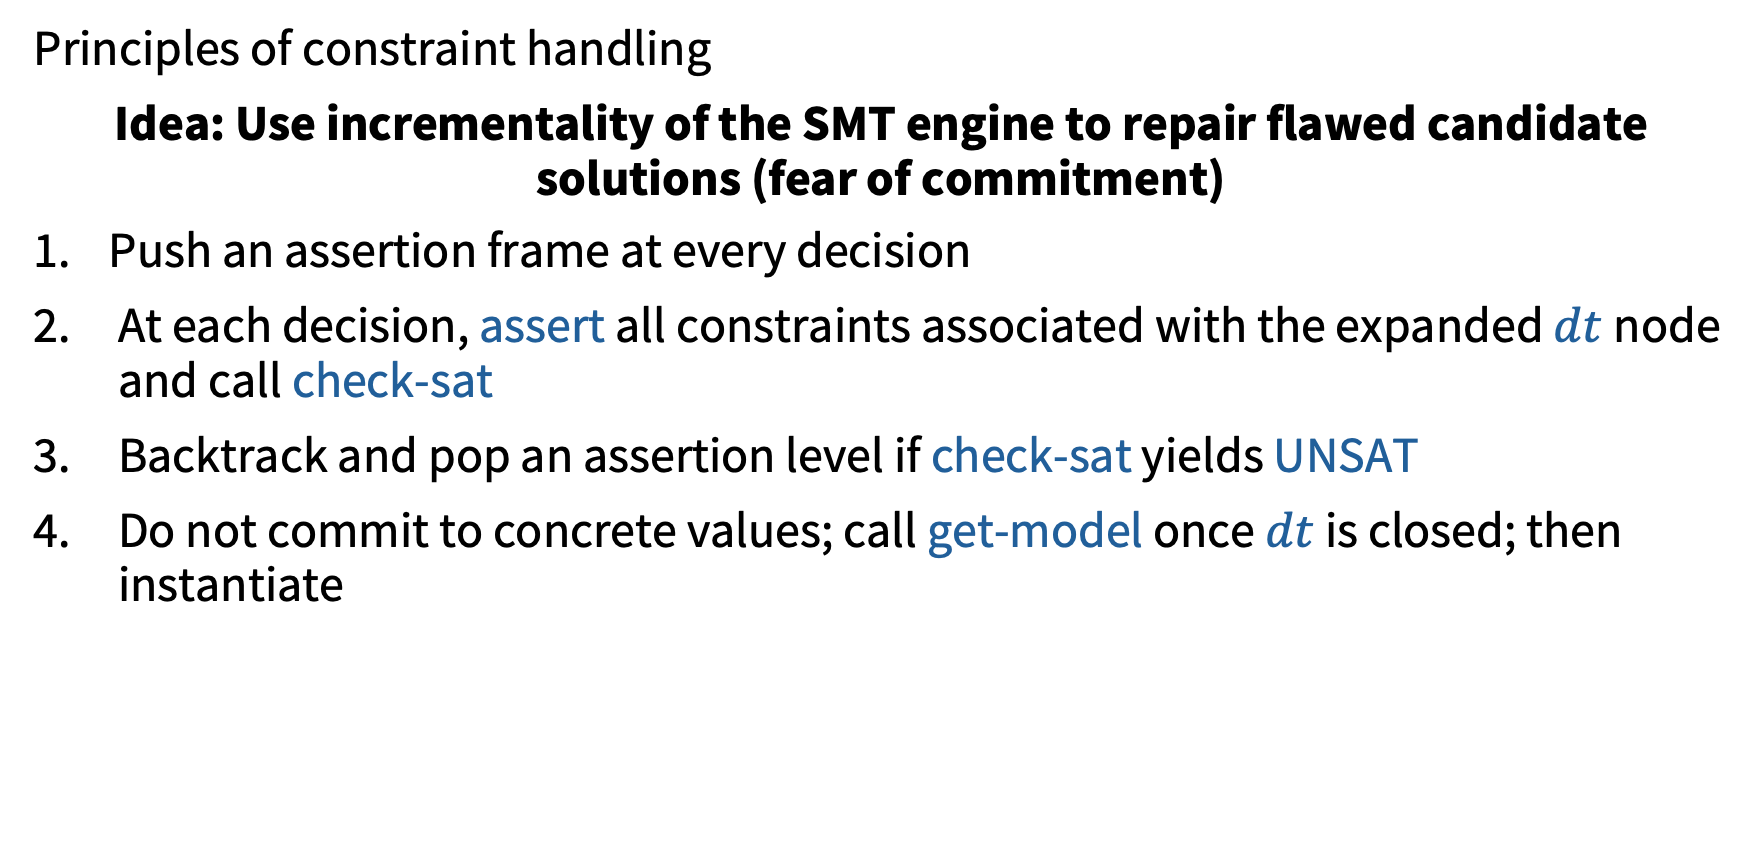 Principles of constraint handling
Idea: Use incrementality of the SMT engine to repair flawed candidate
solutions (fear of commitment)
1. Push an assertion frame at every decision
2. At each decision, assert all constraints associated with the expanded dt node
and call check-sat
3. Backtrack and pop an assertion level if check-sat yields UNSAT
4. Do not commit to concrete values; call get-model once dt is closed; then
instantiate